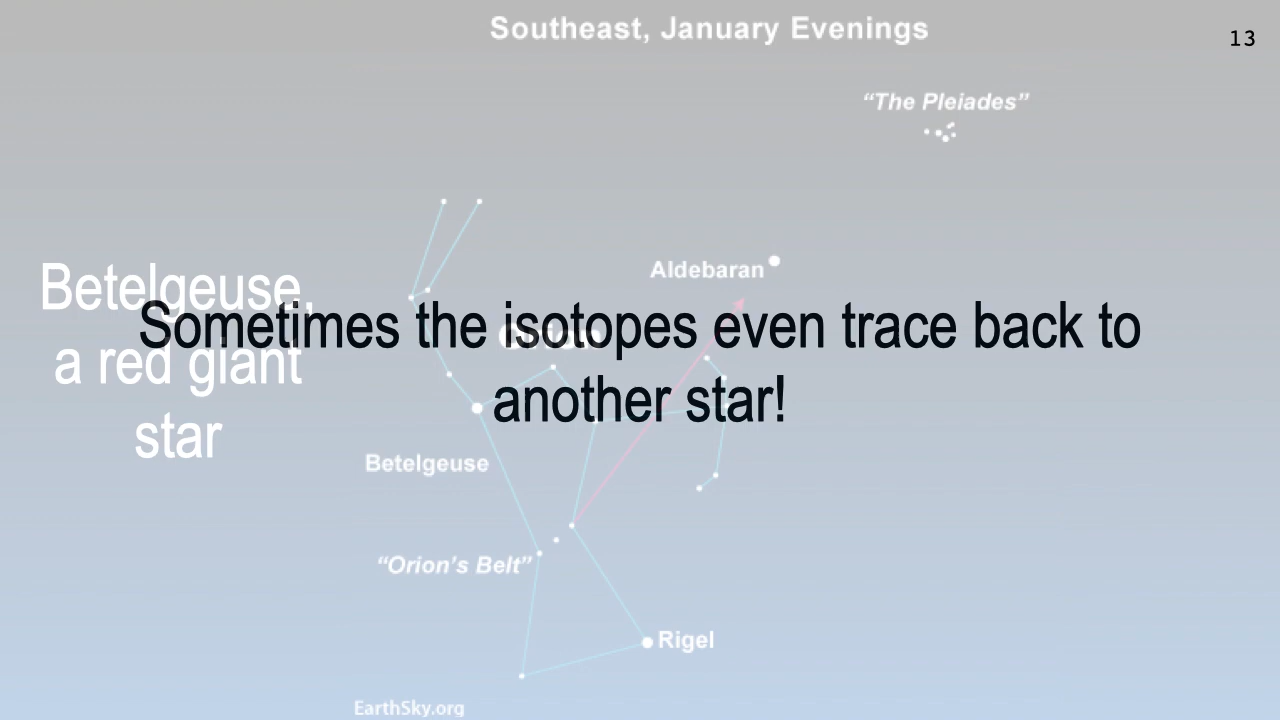 Southeast, January Evenings
13
“The Pleiades”
Aldebaran
Betelgeuse,
a red giant
star
Sometimes the isotopes even trace back to
another star!
Orion
Betelgeuse
“Orion’s Belt”
Rigel
EarthSky.org